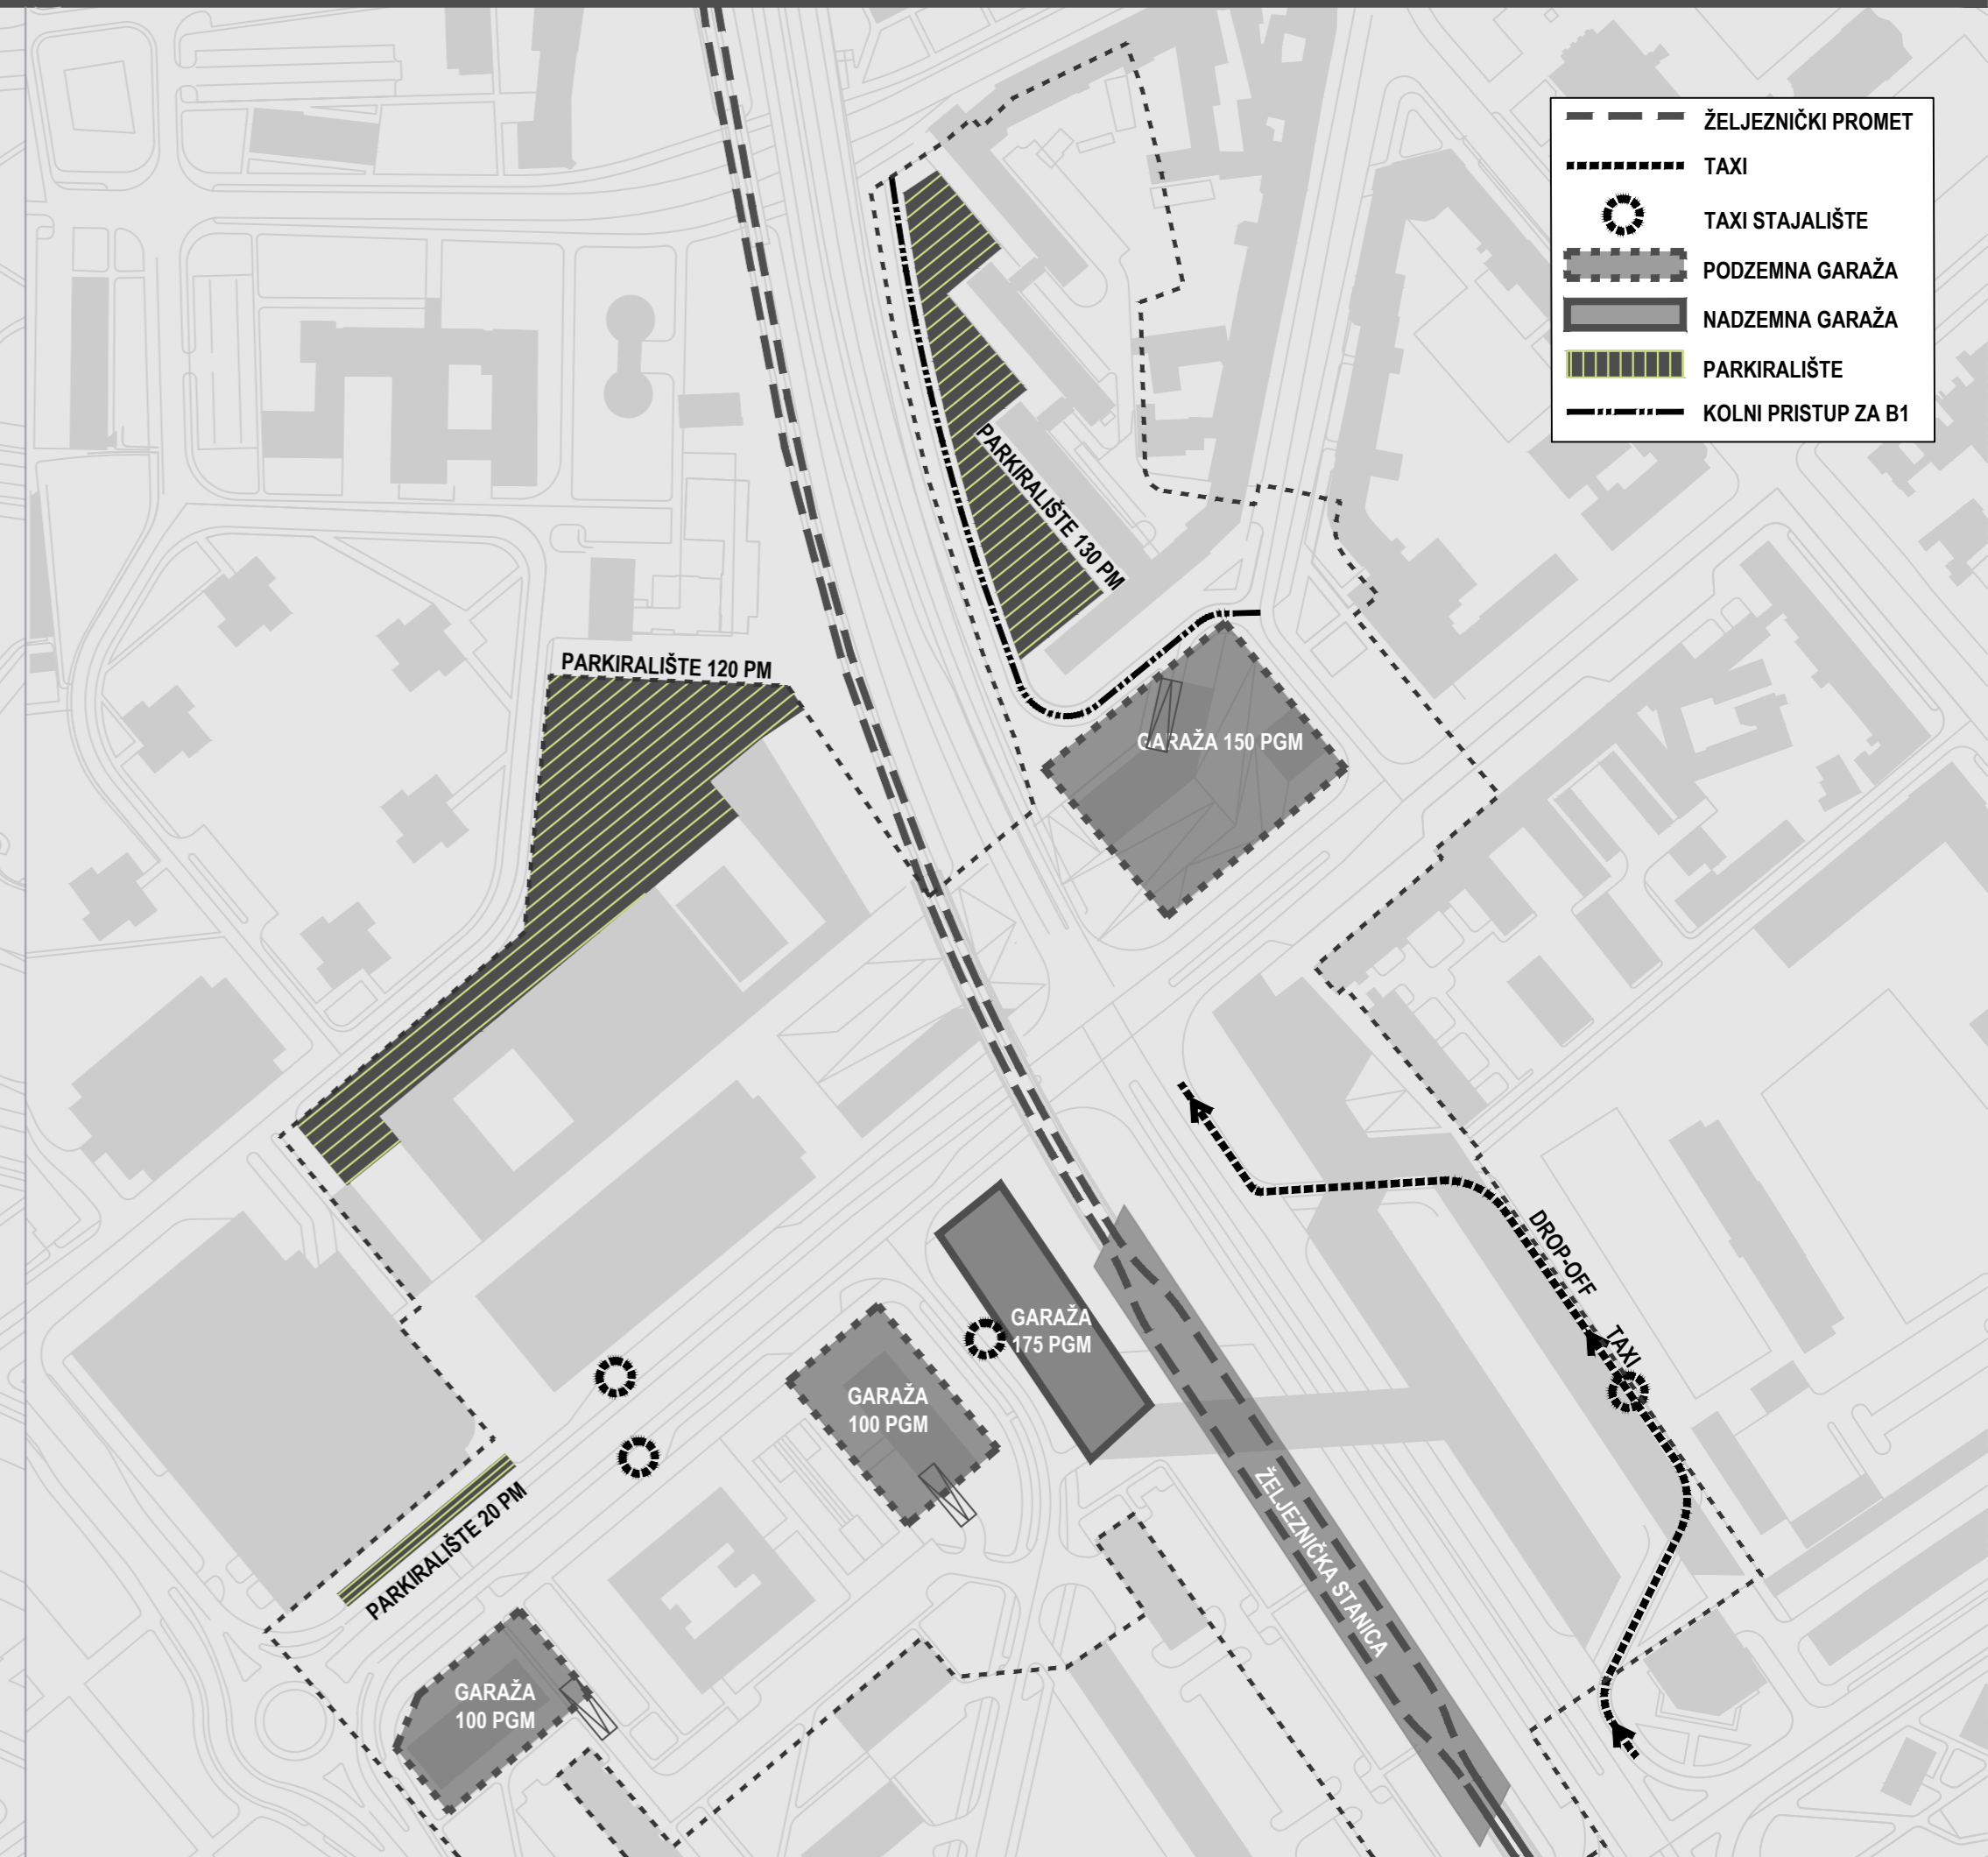 ŽELJEZNIČKI PROMET
TAXI
TAXI STAJALIŠTE
PODZEMNA GARAŽA
NADZEMNA GARAŽA
PARKIRALIŠTE
KOLNI PRISTUP ZA B1
PARKIRALIŠTE 130 PM
PARKIRALIŠTE 120 PM
GARAŽA 150 PGM
DROP-OFF
TAXI
GARAŽA
175 PGM
GARAŽA
100 PGM
ŽELJEZNIČKA STANICA
PARKIRALIŠTE 20 PM
GARAŽA
100 PGM